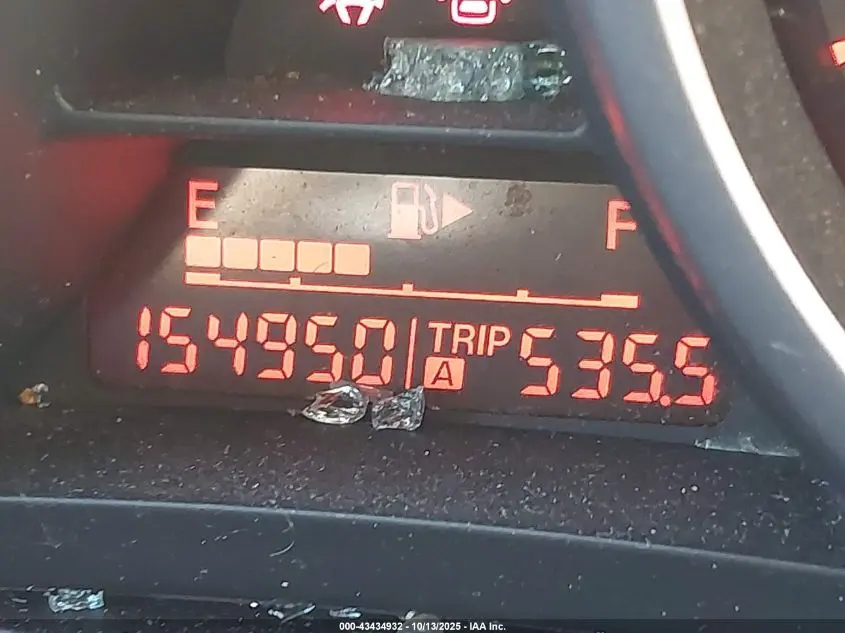 E F
154950 TRIP A 535.5
000-43434932 - 10/13/2025 - IAA Inc.